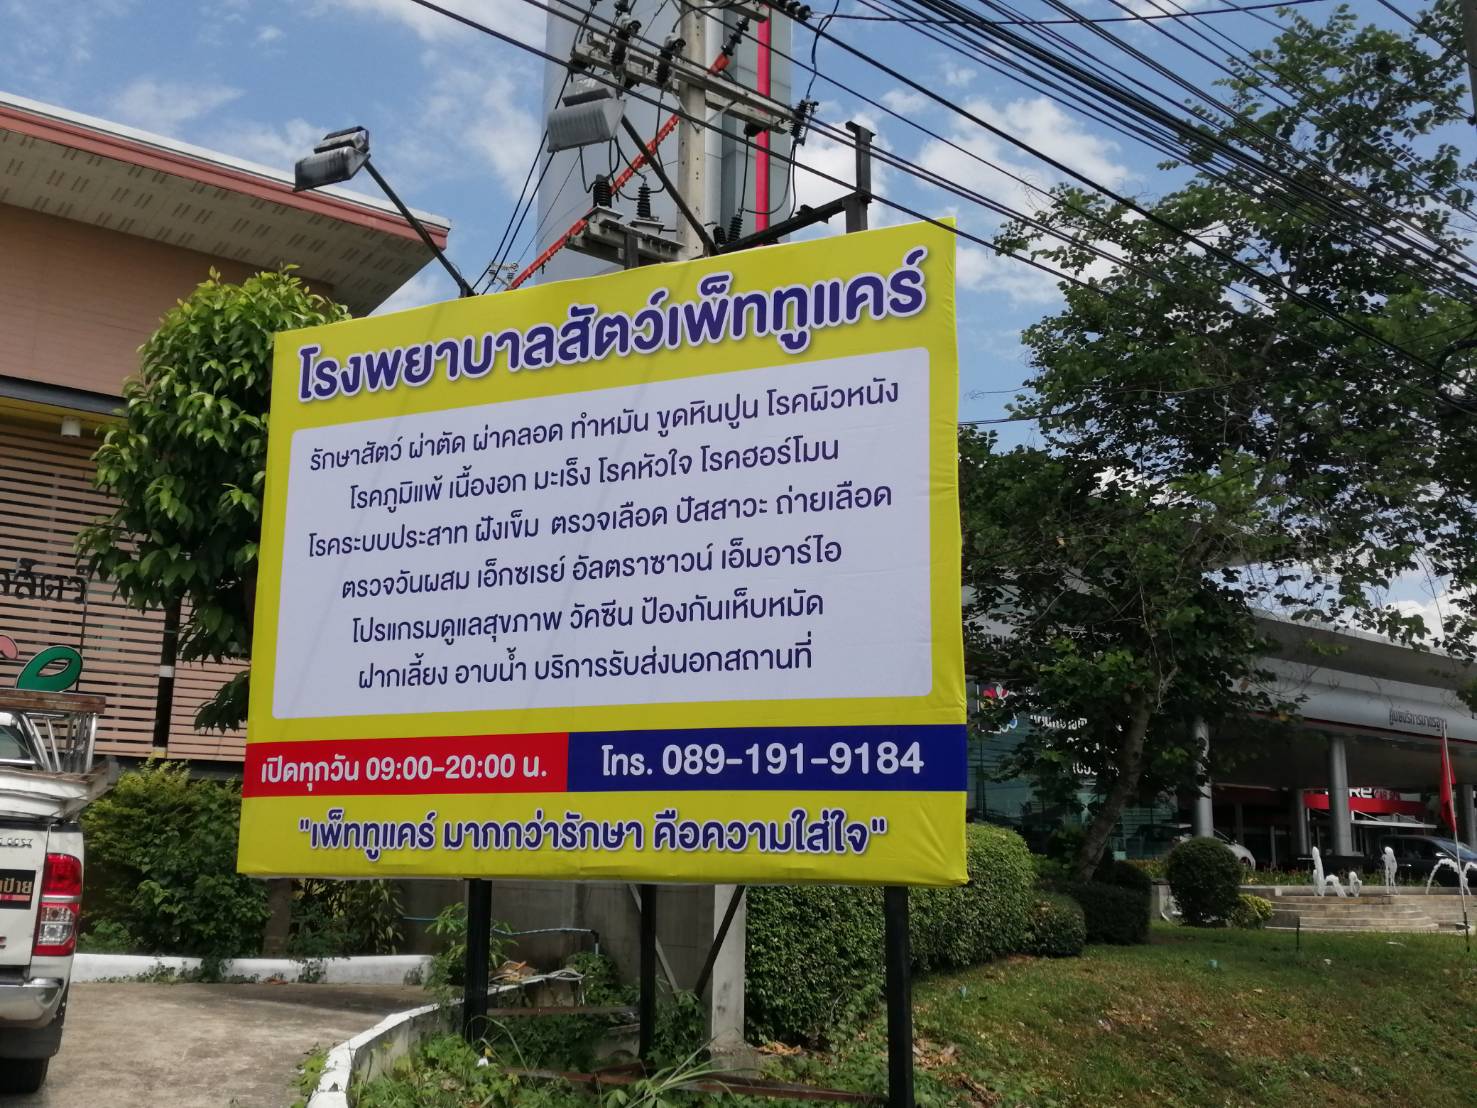 โรงพยาบาลสัตว์เพ็ททูแคร์
รักษาสัตว์ ผ่าตัด ผ่าคลอด ทำหมัน ขูดหินปูน โรคผิวหนัง
โรคภูมิแพ้ เนื้องอก มะเร็ง โรคหัวใจ โรคฮอร์โมน
โรคระบบประสาท ฝังเข็ม ตรวจเลือด ปัสสาวะ ถ่ายเลือด
ตรวจวันผสม เอ็กซเรย์ อัลตราซาวน์ เอ็มอาร์ไอ
โปรแกรมดูแลสุขภาพ วัคซีน ป้องกันเห็บหมัด
ฝากเลี้ยง อาบน้ำ บริการรับส่งนอกสถานที่
เปิดทุกวัน 09:00-20:00 น. โทร. 089-191-9184
"เพ็ททูแคร์ มากกว่ารักษา คือความใส่ใจ"